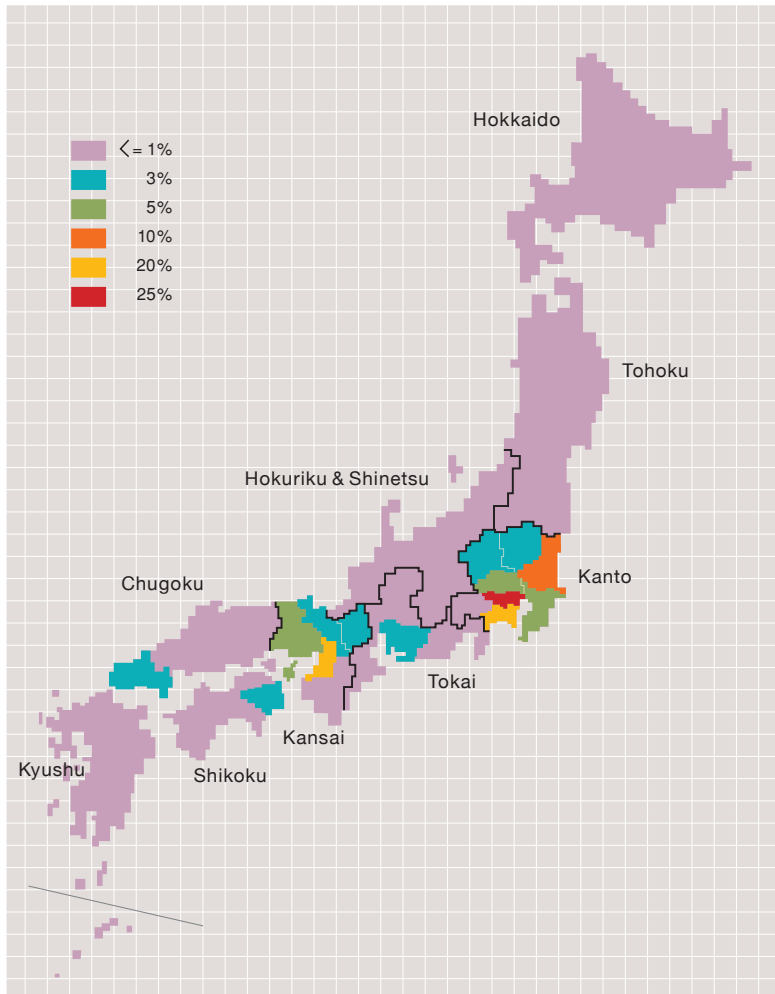 Hokkaido
<= 1%
3%
5%
10%
20%
25%
Tohoku
Hokuriku & Shinetsu
Kanto
Chugoku
Tokai
Kansai
Kyushu
Shikoku